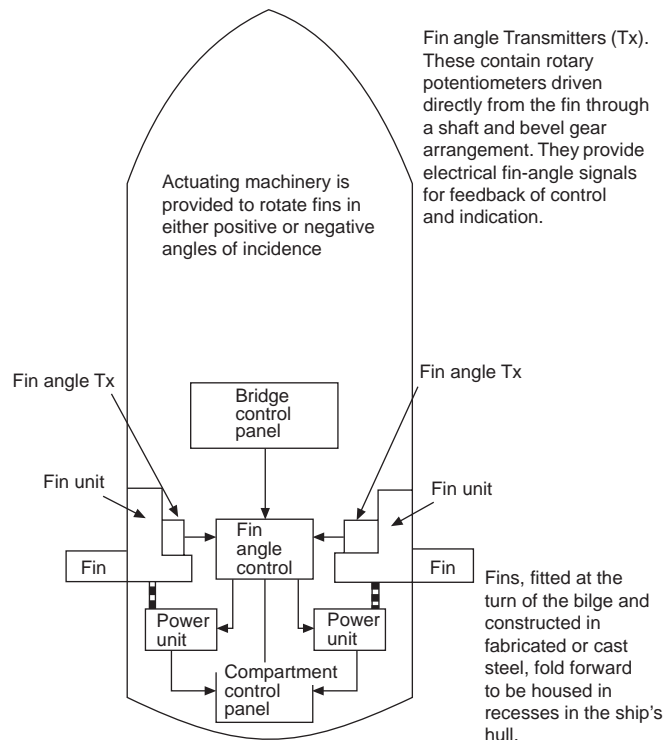 Fin angle Transmitters (Tx).
These contain rotary
potentiometers driven
directly from the fin through
a shaft and bevel gear
arrangement. They provide
electrical fin-angle signals
for feedback of control
and indication.
Actuating machinery is
provided to rotate fins in
either positive or negative
angles of incidence
Fin angle Tx
Fin angle Tx
Bridge
control
panel
Fin unit
Fin unit
Fin
angle
control
Fin
Fin
Power
unit
Power
unit
Compartment
control
panel
Fins, fitted at the
turn of the bilge and
constructed in
fabricated or cast
steel, fold forward
to be housed in
recesses in the ship's
hull.